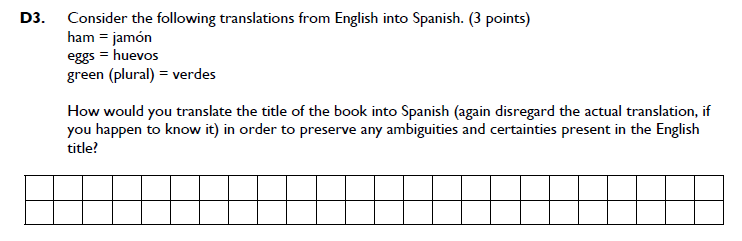 D3. Consider the following translations from English into Spanish. (3 points)
ham = jamón
eggs = huevos
green (plural) = verdes
How would you translate the title of the book into Spanish (again disregard the actual translation, if
you happen to know it) in order to preserve any ambiguities and certainties present in the English
title?